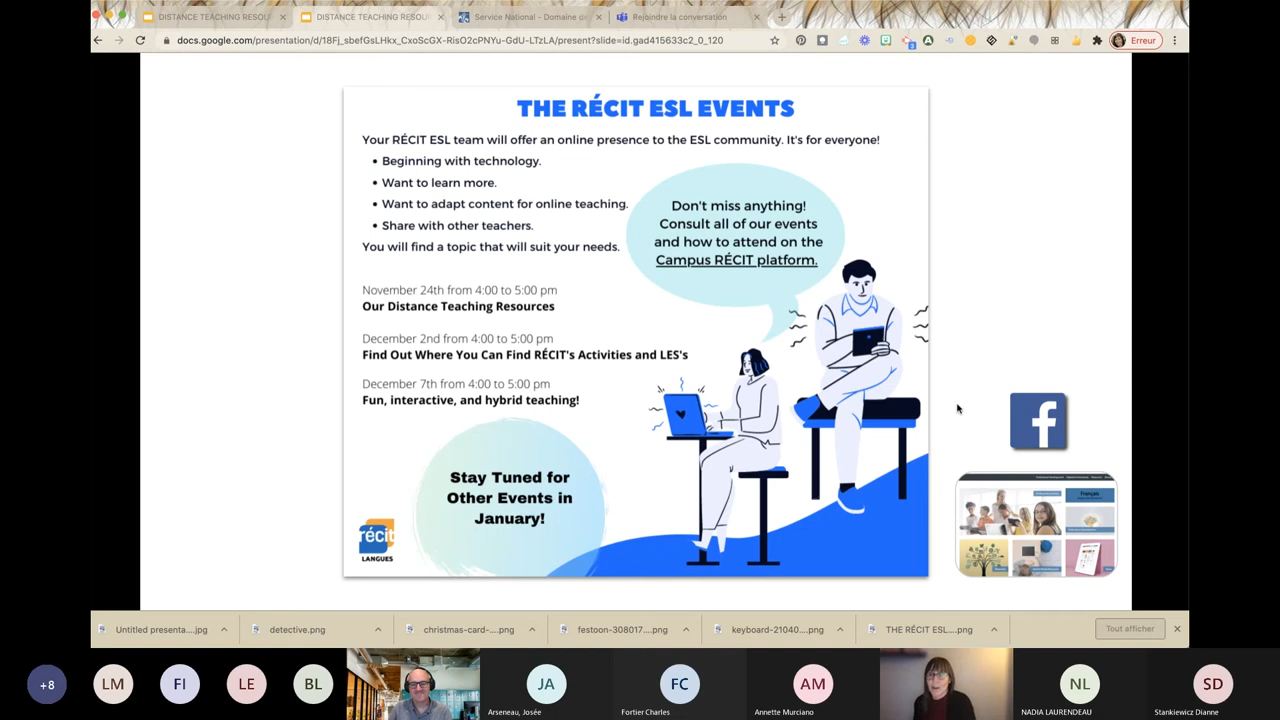 DISTANCE TEACHING RESOU
DISTANCE TEACHING RESOUR
Service National - Domaine de
Rejoindre la conversation
docs.google.com/presentation/d/18Fj_sbefGsLHkx_CxoScGX-RisO2cPNYu-GdU-LTzLA/present?slide=id.gad415633c2_0_120
Erreur
THE RÉCIT ESL EVENTS
Your RÉCIT ESL team will offer an online presence to the ESL community. It's for everyone!
• Beginning with technology.
• Want to learn more.
• Want to adapt content for online teaching.
• Share with other teachers.
You will find a topic that will suit your needs.
Don't miss anything!
Consult all of our events
and how to attend on the
Campus RÉCIT platform.
November 24th from 4:00 to 5:00 pm
Our Distance Teaching Resources
December 2nd from 4:00 to 5:00 pm
Find Out Where You Can Find RÉCIT's Activities and LES's
December 7th from 4:00 to 5:00 pm
Fun, interactive, and hybrid teaching!
Stay Tuned for
Other Events in
January!
récit
LANGUES
f
Français
Untitled presenta....jpg
detective.png
christmas-card-....png
festoon-308017....png
keyboard-21040....png
THE RÉCIT ESL....png
Tout afficher
+8
LM
FI
LE
BL
JA
Arseneau, Josée
FC
Fortier Charles
AM
Annette Murciano
NL
NADIA LAURENDEAU
SD
Stankiewicz Dianne